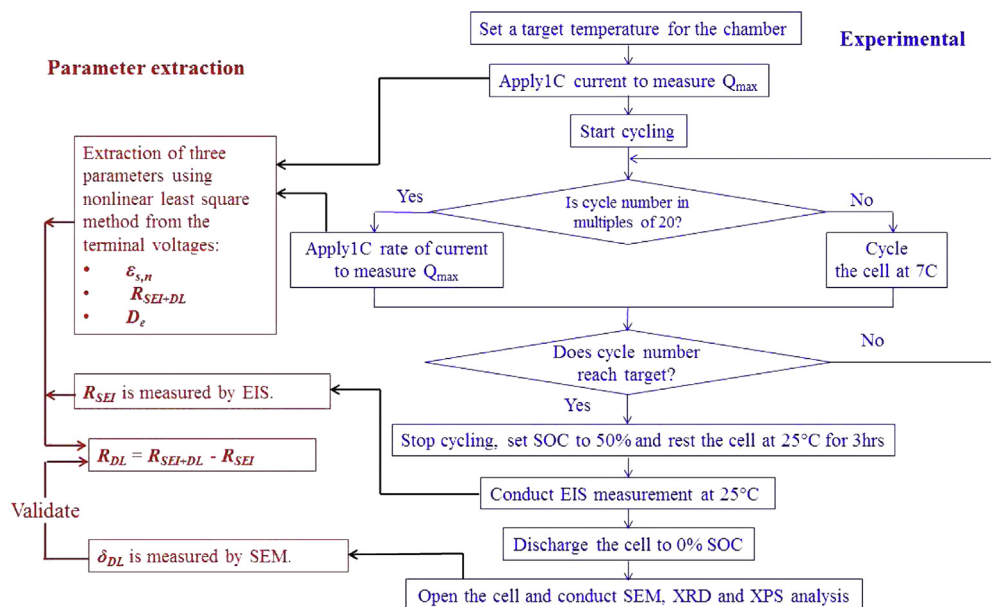 Set a target temperature for the chamber
Experimental
Parameter extraction
Apply1C current to measure Qmax
Start cycling
Extraction of three
parameters using
nonlinear least square
method from the
terminal voltages:
• εs,n
• RSEI+DL
• De
Yes
Is cycle number in
multiples of 20?
No
Apply1C rate of current
to measure Qmax
Cycle
the cell at 7C
Does cycle number
reach target?
No
Yes
RSEI is measured by EIS.
Stop cycling, set SOC to 50% and rest the cell at 25°C for 3hrs
RDL = RSEI+DL - RSEI
Conduct EIS measurement at 25°C
Validate
Discharge the cell to 0% SOC
δDL is measured by SEM.
Open the cell and conduct SEM, XRD and XPS analysis